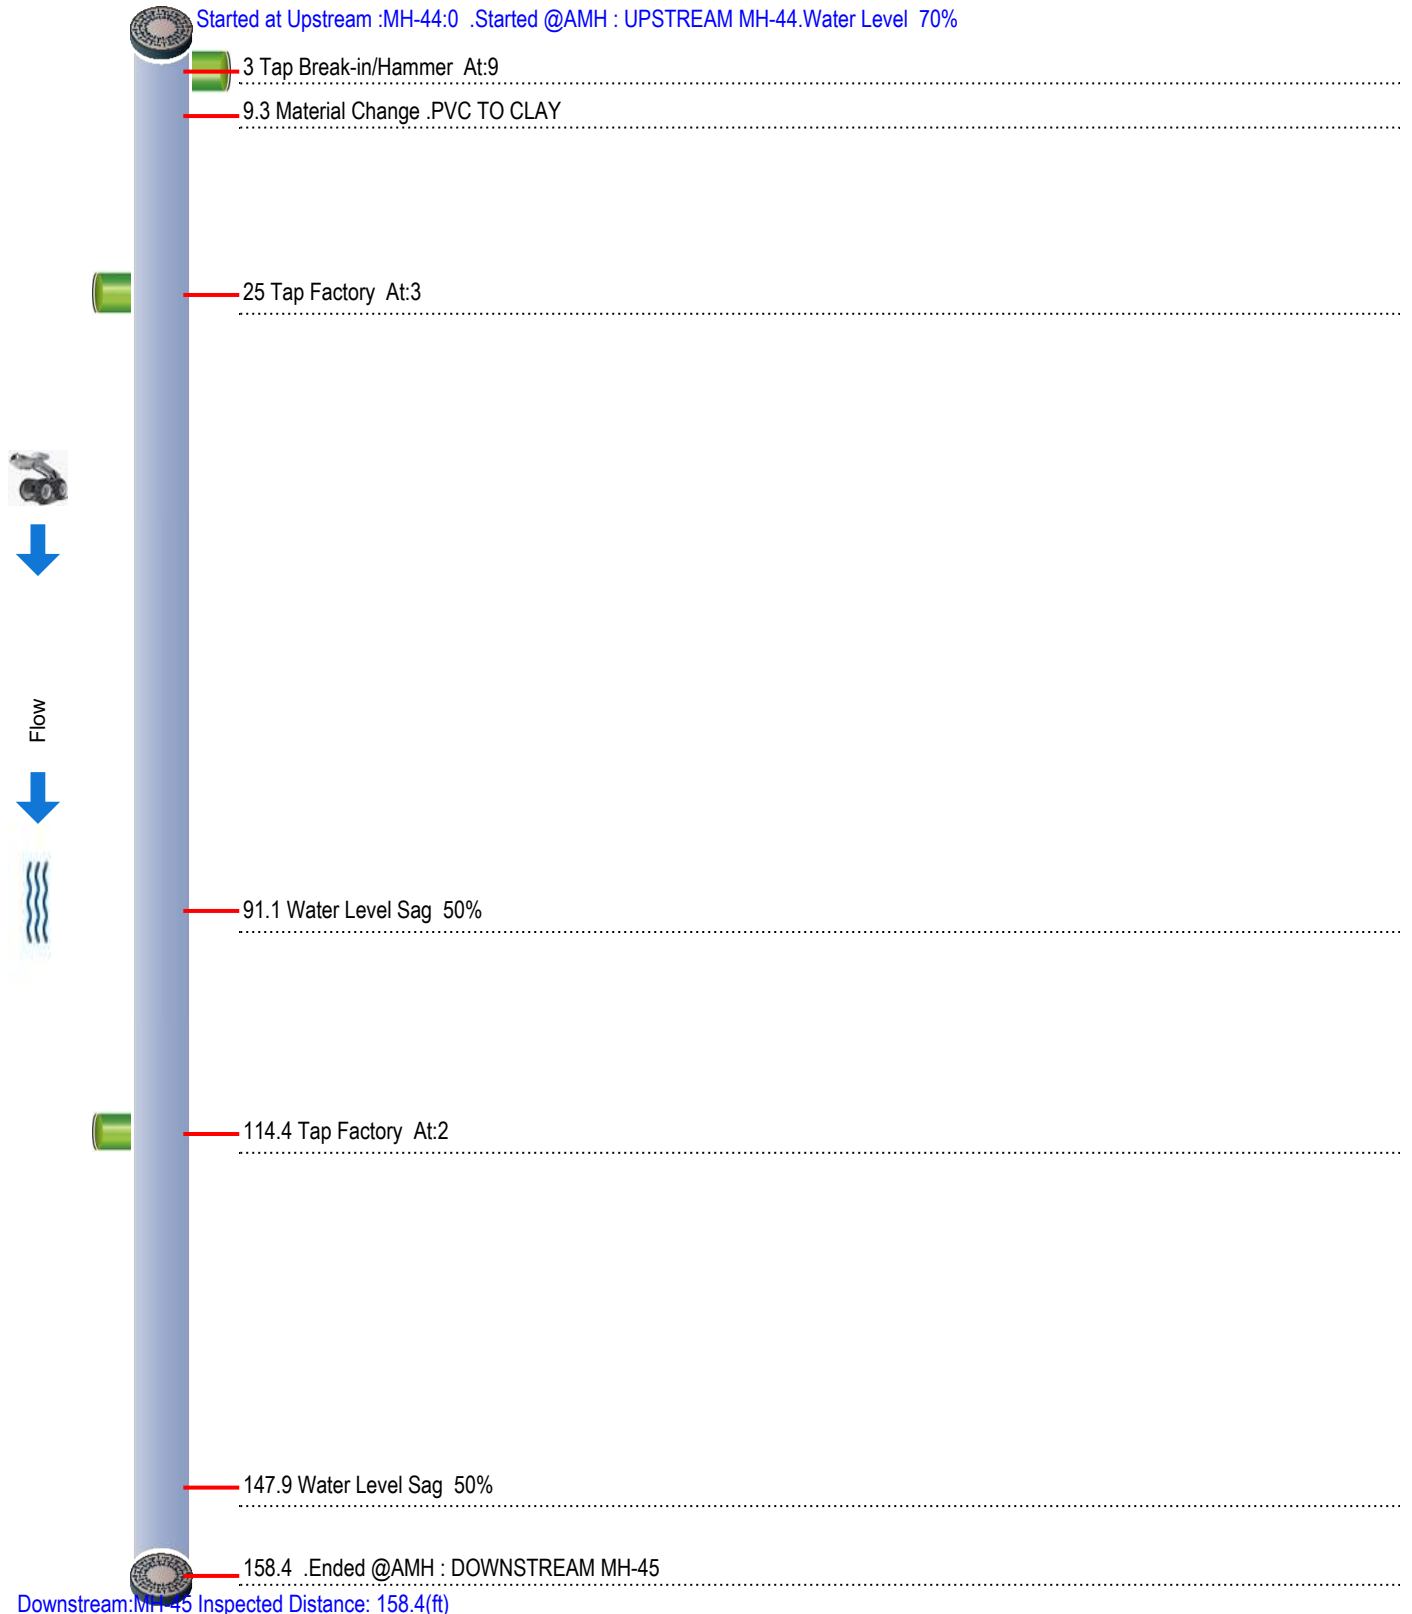 Started at Upstream :MH-44:0 .Started @AMH : UPSTREAM MH-44.Water Level 70%
3 Tap Break-in/Hammer At:9
9.3 Material Change .PVC TO CLAY
25 Tap Factory At:3
Flow
91.1 Water Level Sag 50%
114.4 Tap Factory At:2
147.9 Water Level Sag 50%
158.4 .Ended @AMH : DOWNSTREAM MH-45
Downstream:MH-45 Inspected Distance: 158.4(ft)